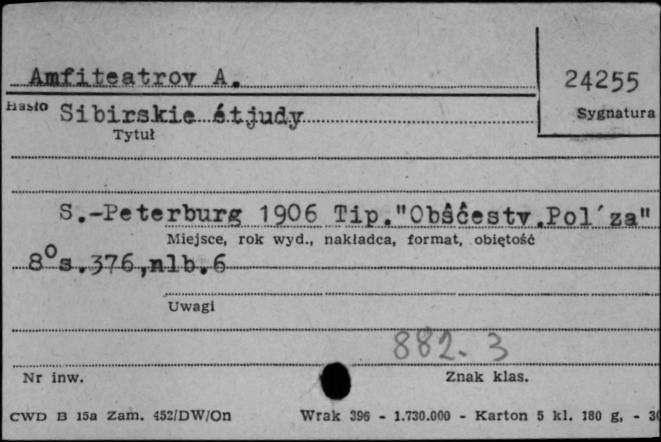 Amfiteatrov A.
24255
Hasło
Sygnatura
Sibirskie étjudy
Tytuł
S.-Peterburg 1906 Tip."Obŝĉestv.Pol´za"
Miejsce, rok wyd., nakładca, format, obiętość
8⁰s.376,nlb.6
Uwagi
882.3
Nr inw.
Znak klas.
CWD B 15a Zam. 452/DW/On Wrak 396 - 1.730.000 - Karton 5 kl. 180 g, -